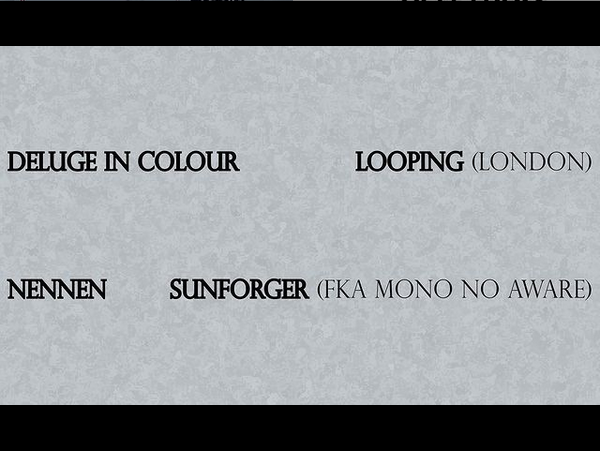 DELUGE IN COLOUR LOOPING (LONDON)
NENNEN SUNFORGER (FKA MONO NO AWARE)